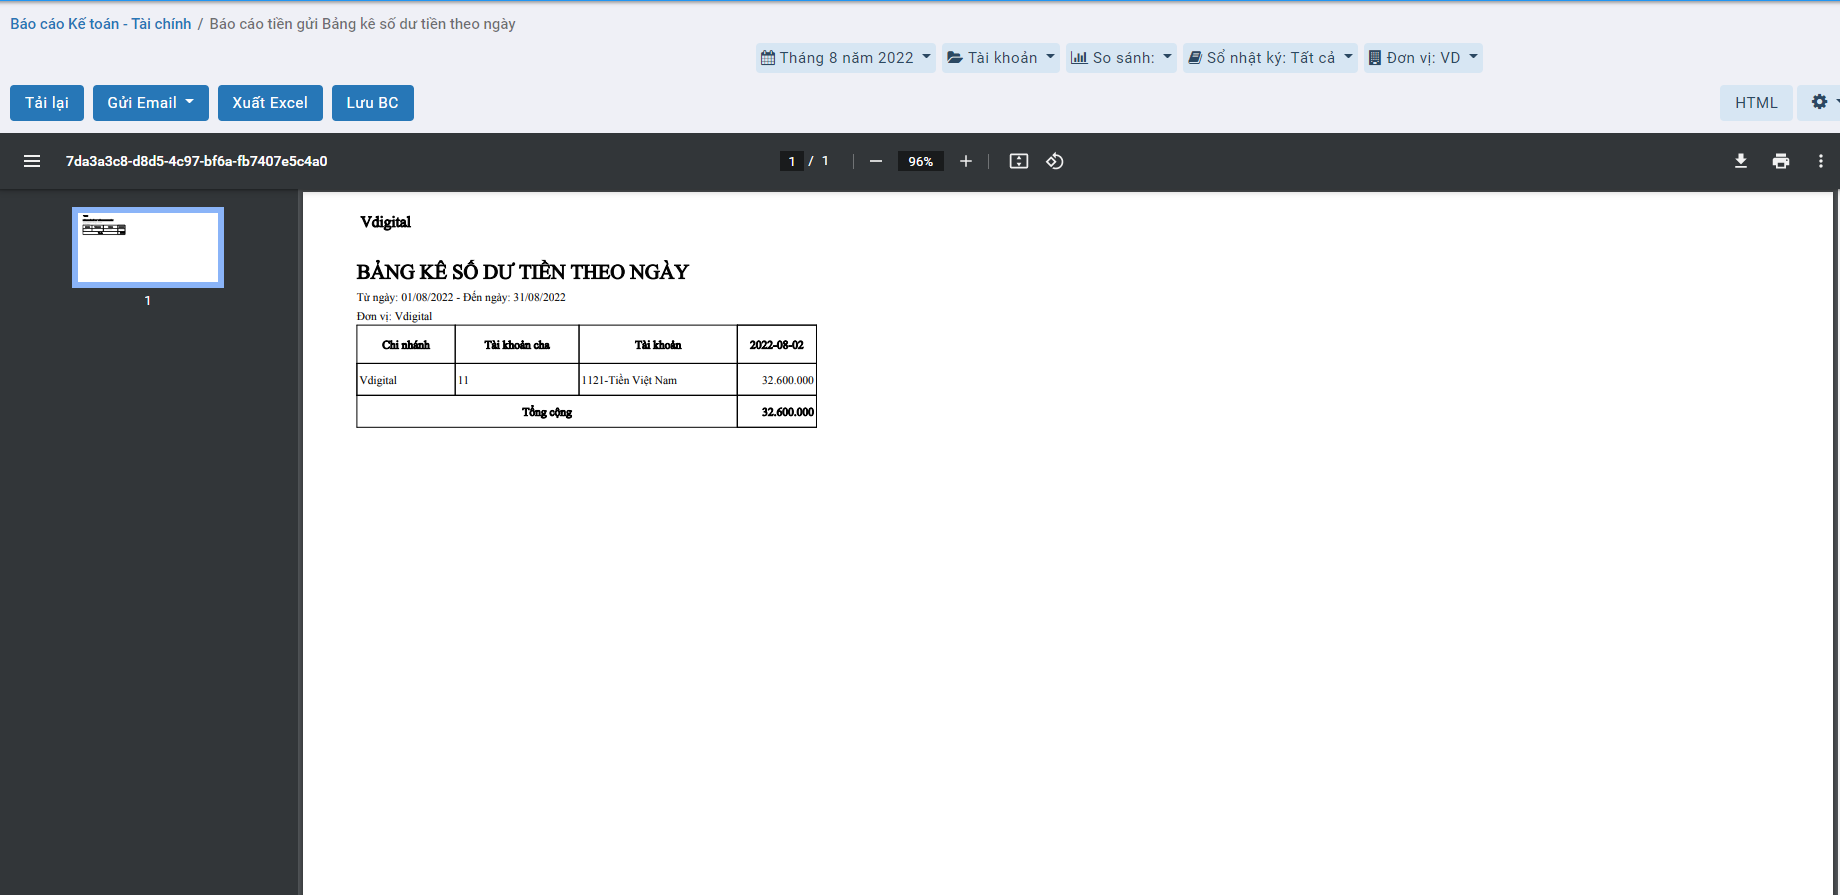 Báo cáo Kế toán - Tài chính / Báo cáo tiền gửi Bảng kê số dư tiền theo ngày
Tháng 8 năm 2022 Tài khoản So sánh: Sổ nhật ký: Tất cả Đơn vị: VD
Tải lại Gửi Email Xuất Excel Lưu BC HTML
7da3a3c8-d8d5-4c97-bf6a-fb7407e5c4a0 1 / 1 96%
1
Vdigital
BẢNG KÊ SỐ DƯ TIỀN THEO NGÀY
Từ ngày: 01/08/2022 - Đến ngày: 31/08/2022
Đơn vị: Vdigital
Chi nhánh Tài khoản cha Tài khoản 2022-08-02
Vdigital 11 1121-Tiền Việt Nam 32.600.000
Tổng cộng 32.600.000